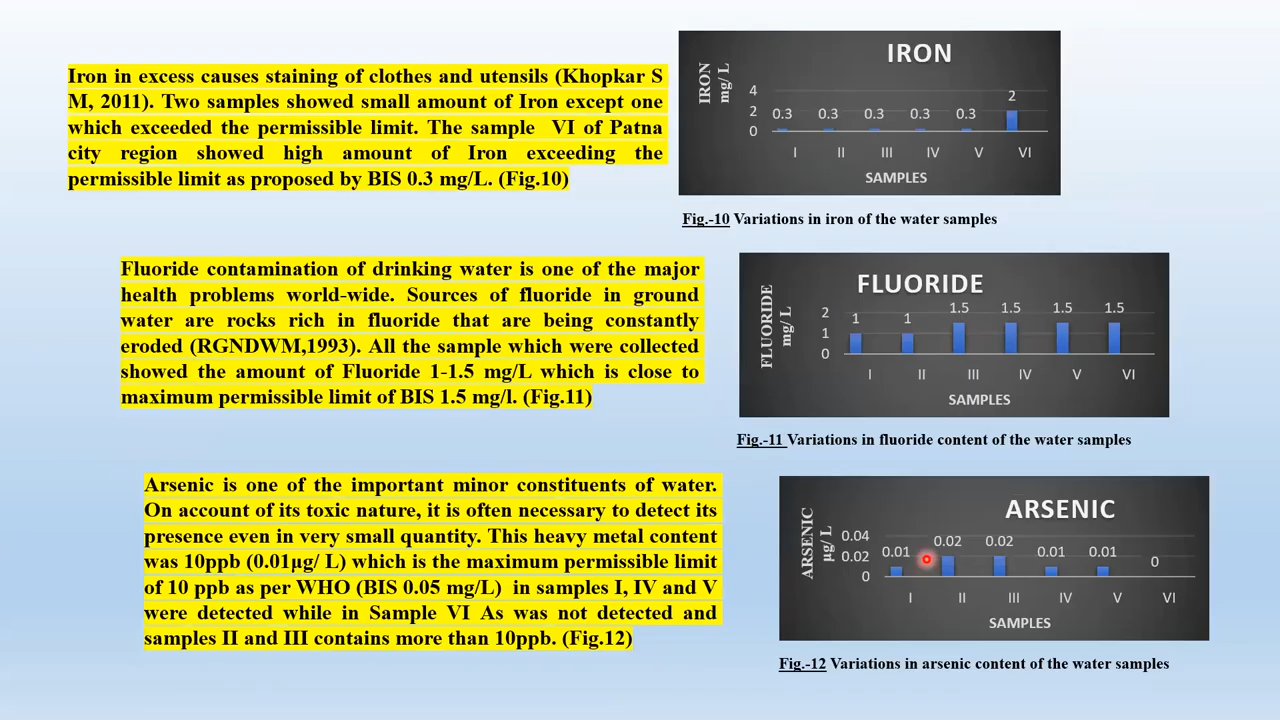 Iron in excess causes staining of clothes and utensils (Khopkar S
M, 2011). Two samples showed small amount of Iron except one
which exceeded the permissible limit. The sample VI of Patna
city region showed high amount of Iron exceeding the
permissible limit as proposed by BIS 0.3 mg/L. (Fig.10)
IRON
IRON
mg/ L
4
2
0
0.3 0.3 0.3 0.3 0.3 2
I II III IV V VI
SAMPLES
Fig.-10 Variations in iron of the water samples
Fluoride contamination of drinking water is one of the major
health problems world-wide. Sources of fluoride in ground
water are rocks rich in fluoride that are being constantly
eroded (RGNDWM,1993). All the sample which were collected
showed the amount of Fluoride 1-1.5 mg/L which is close to
maximum permissible limit of BIS 1.5 mg/l. (Fig.11)
FLUORIDE
FLUORIDE
mg/ L
2
1
0
1 1 1.5 1.5 1.5 1.5
I II III IV V VI
SAMPLES
Fig.-11 Variations in fluoride content of the water samples
Arsenic is one of the important minor constituents of water.
On account of its toxic nature, it is often necessary to detect its
presence even in very small quantity. This heavy metal content
was 10ppb (0.01µg/ L) which is the maximum permissible limit
of 10 ppb as per WHO (BIS 0.05 mg/L) in samples I, IV and V
were detected while in Sample VI As was not detected and
samples II and III contains more than 10ppb. (Fig.12)
ARSENIC
ARSENIC
µg/ L
0.04
0.02
0
0.01 0.02 0.02 0.01 0.01 0
I II III IV V VI
SAMPLES
Fig.-12 Variations in arsenic content of the water samples